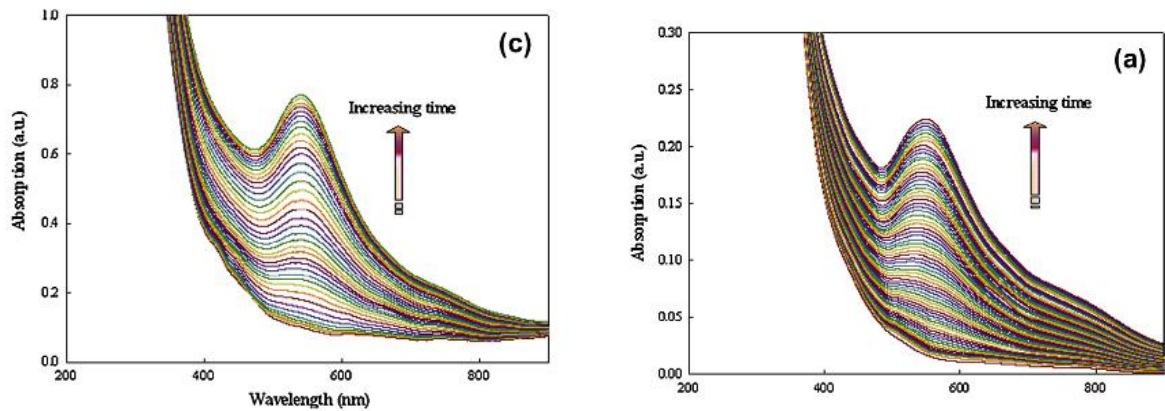 (c)
Increasing time
Absorption (a.u.)
1.0
0.8
0.6
0.4
0.2
0.0
200 400 600 800
Wavelength (nm)
(a)
Increasing time
Absorption (a.u.)
0.30
0.25
0.20
0.15
0.10
0.05
0.00
200 400 600 800